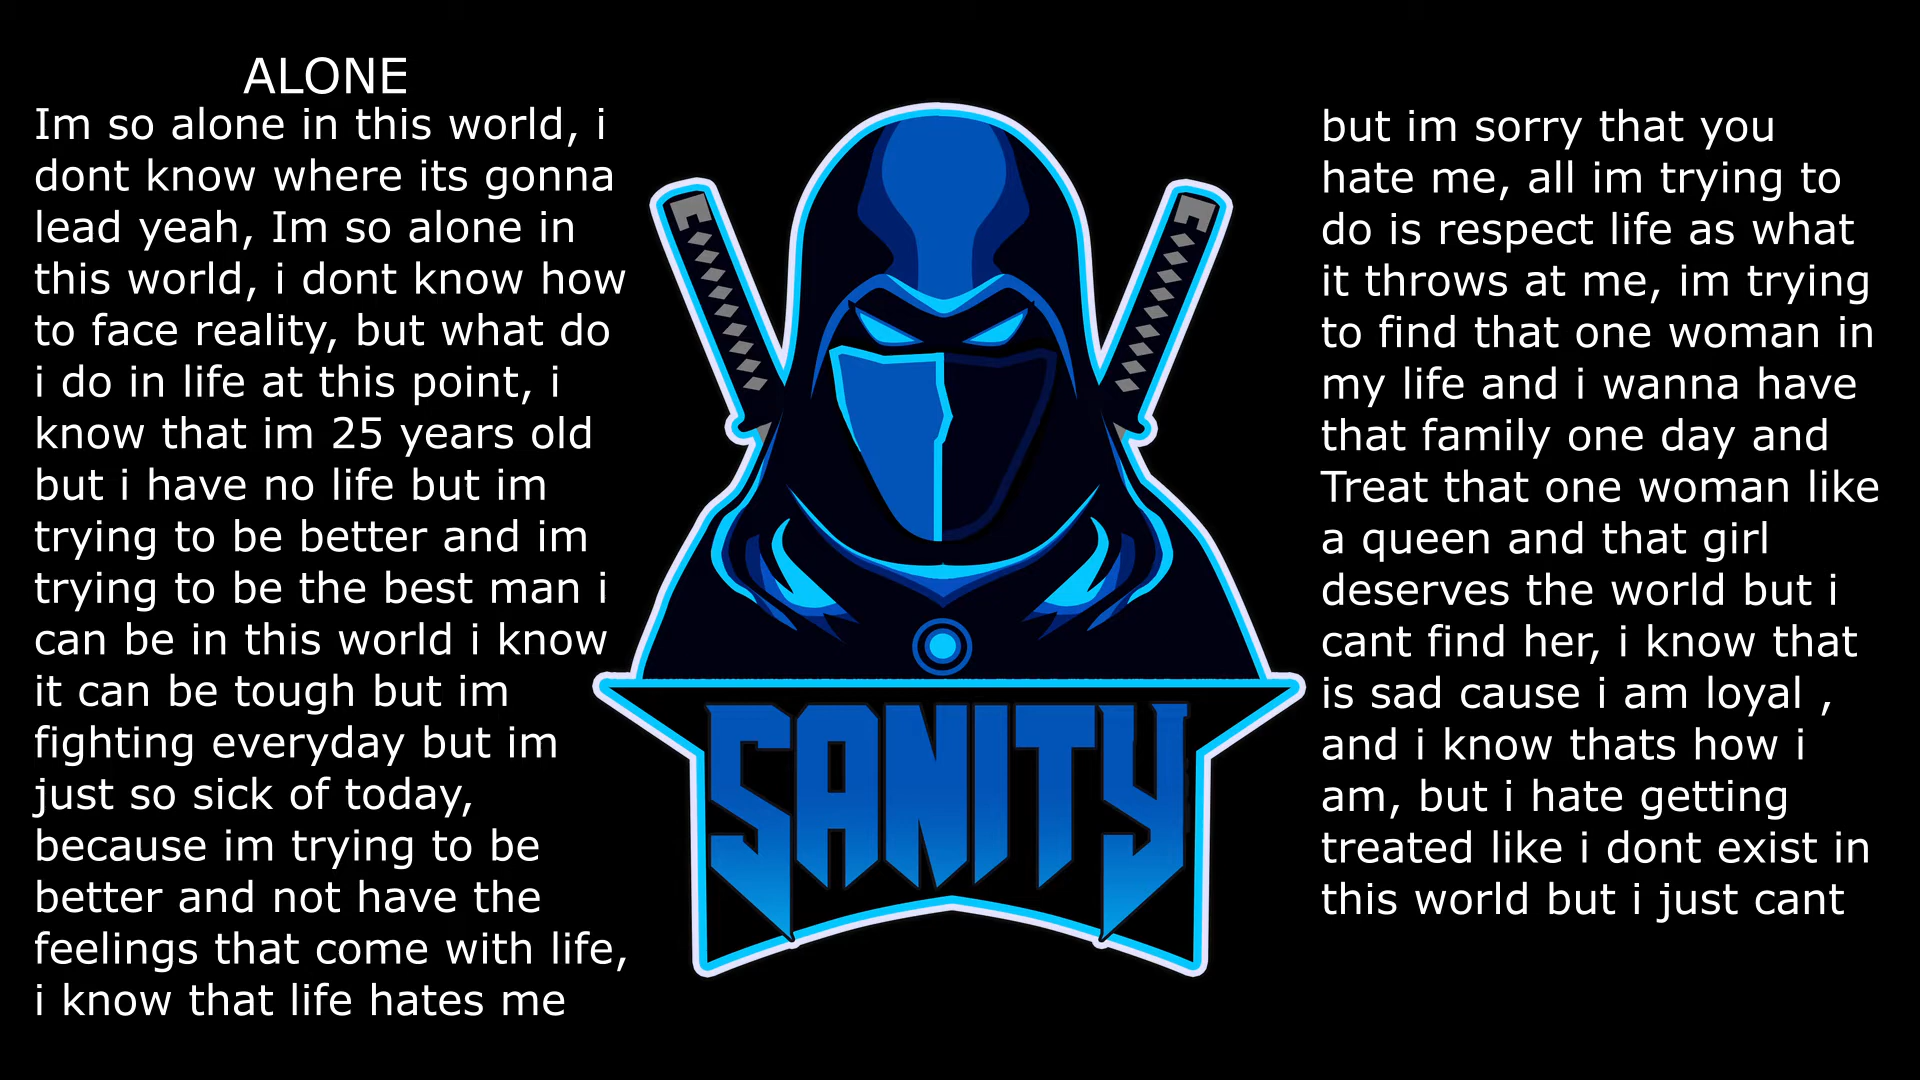 ALONE
Im so alone in this world, i
dont know where its gonna
lead yeah, Im so alone in
this world, i dont know how
to face reality, but what do
i do in life at this point, i
know that im 25 years old
but i have no life but im
trying to be better and im
trying to be the best man i
can be in this world i know
it can be tough but im
fighting everyday but im
just so sick of today,
because im trying to be
better and not have the
feelings that come with life,
i know that life hates me
SANITY
but im sorry that you
hate me, all im trying to
do is respect life as what
it throws at me, im trying
to find that one woman in
my life and i wanna have
that family one day and
Treat that one woman like
a queen and that girl
deserves the world but i
cant find her, i know that
is sad cause i am loyal ,
and i know thats how i
am, but i hate getting
treated like i dont exist in
this world but i just cant